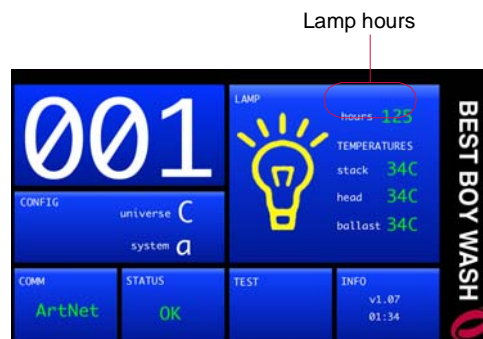 Lamp hours
001
LAMP
hours 125
TEMPERATURES
stack 34C
head 34C
ballast 34C
CONFIG
universe C
system a
COMM
ArtNet
STATUS
OK
TEST
INFO
v1.07
01:34
BEST BOY WASH